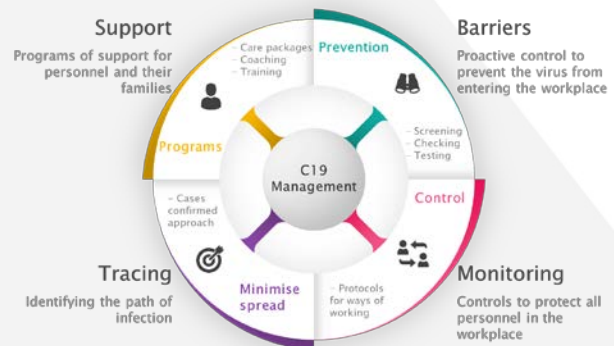 Support
Programs of support for
personnel and their
families
- Care packages
- Coaching
- Training
Programs
Prevention
- Screening
- Checking
- Testing
Barriers
Proactive control to
prevent the virus from
entering the workplace
C19
Management
Tracing
Identifying the path of
infection
- Cases
confirmed
approach
Minimise
spread
Control
- Protocols
for ways of
working
Monitoring
Controls to protect all
personnel in the
workplace